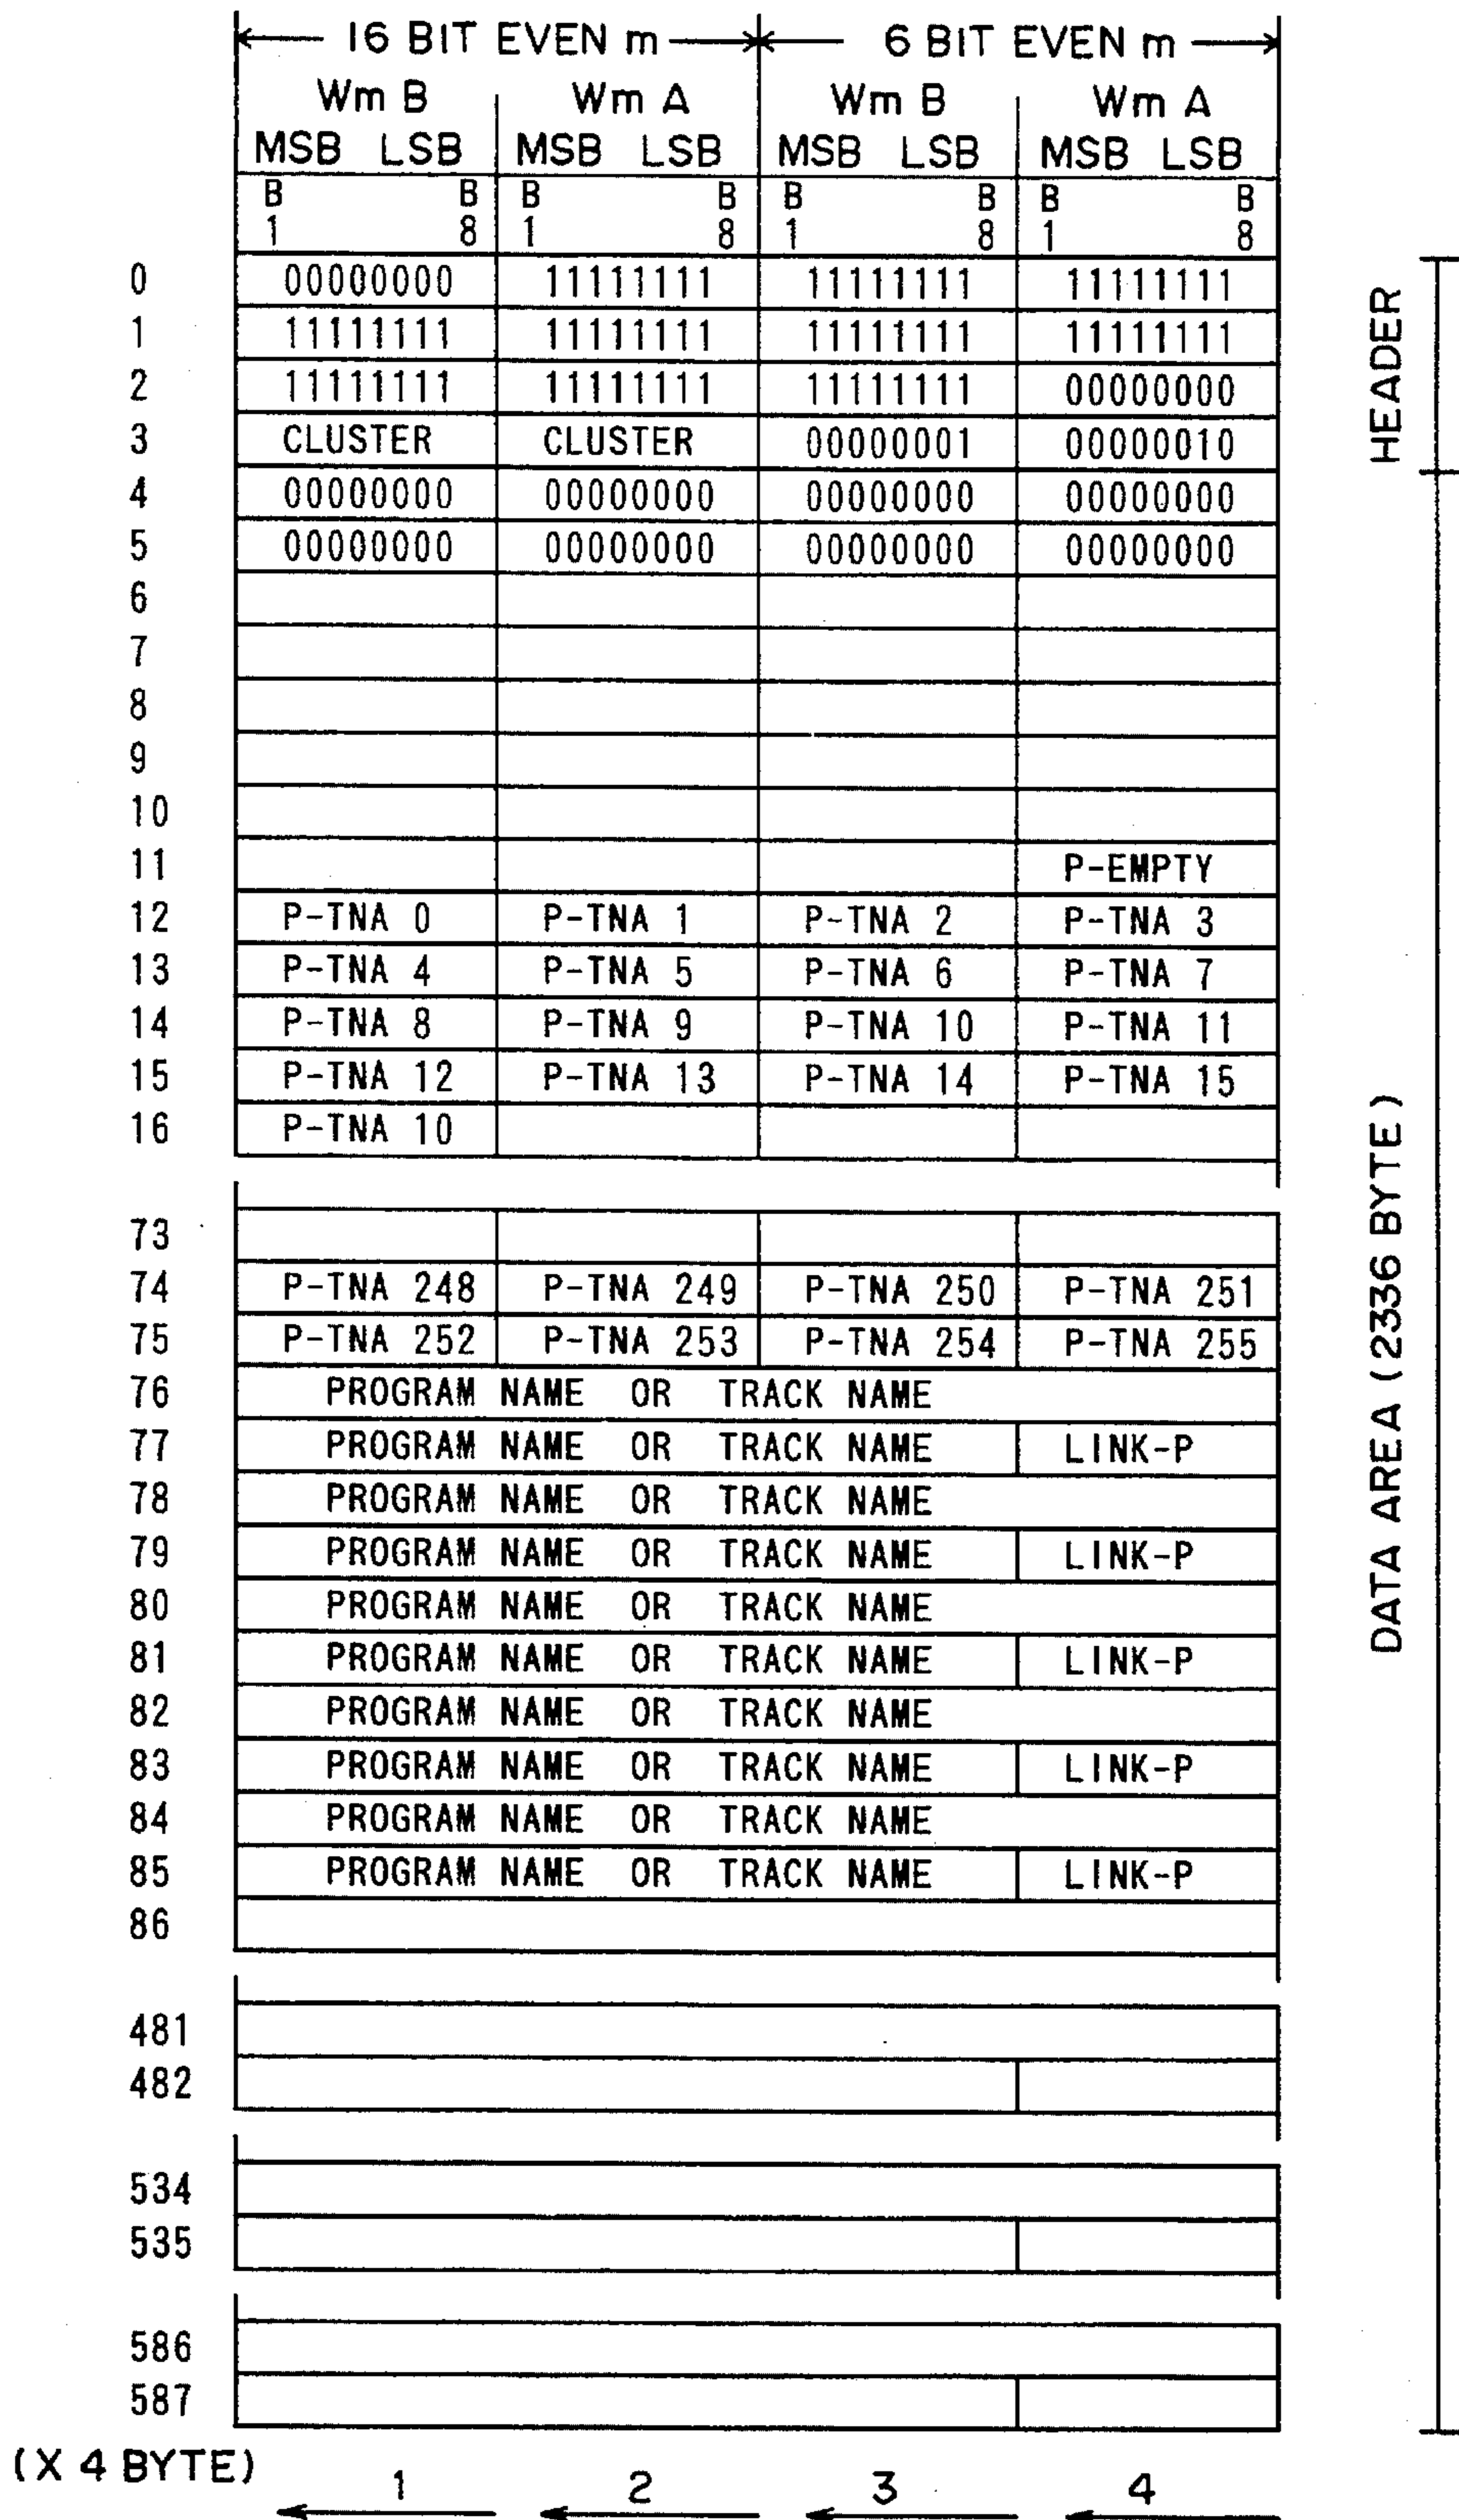 16 BIT EVEN m 6 BIT EVEN m
Wm B Wm A Wm B Wm A
MSB LSB MSB LSB MSB LSB MSB LSB
B B B B B B B B
1 8 1 8 1 8 1 8
0 00000000 11111111 11111111 11111111
1 11111111 11111111 11111111 11111111
2 11111111 11111111 11111111 00000000
3 CLUSTER CLUSTER 00000001 00000010
HEADER
4 00000000 00000000 00000000 00000000
5 00000000 00000000 00000000 00000000
6
7
8
9
10
11 P-EMPTY
12 P-TNA 0 P-TNA 1 P-TNA 2 P-TNA 3
13 P-TNA 4 P-TNA 5 P-TNA 6 P-TNA 7
14 P-TNA 8 P-TNA 9 P-TNA 10 P-TNA 11
15 P-TNA 12 P-TNA 13 P-TNA 14 P-TNA 15
16 P-TNA 10
73
74 P-TNA 248 P-TNA 249 P-TNA 250 P-TNA 251
75 P-TNA 252 P-TNA 253 P-TNA 254 P-TNA 255
76 PROGRAM NAME OR TRACK NAME
77 PROGRAM NAME OR TRACK NAME LINK-P
78 PROGRAM NAME OR TRACK NAME
79 PROGRAM NAME OR TRACK NAME LINK-P
80 PROGRAM NAME OR TRACK NAME
81 PROGRAM NAME OR TRACK NAME LINK-P
82 PROGRAM NAME OR TRACK NAME
83 PROGRAM NAME OR TRACK NAME LINK-P
84 PROGRAM NAME OR TRACK NAME
85 PROGRAM NAME OR TRACK NAME LINK-P
86
481
482
534
535
586
587
DATA AREA (2336 BYTE)
(X 4 BYTE)
1 2 3 4